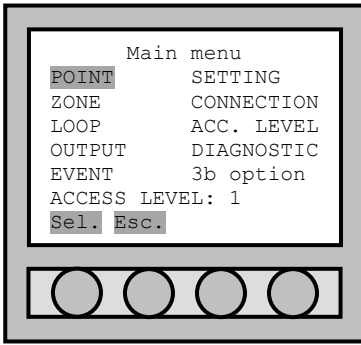 Main menu
POINT SETTING
ZONE CONNECTION
LOOP ACC. LEVEL
OUTPUT DIAGNOSTIC
EVENT 3b option
ACCESS LEVEL: 1
Sel. Esc.